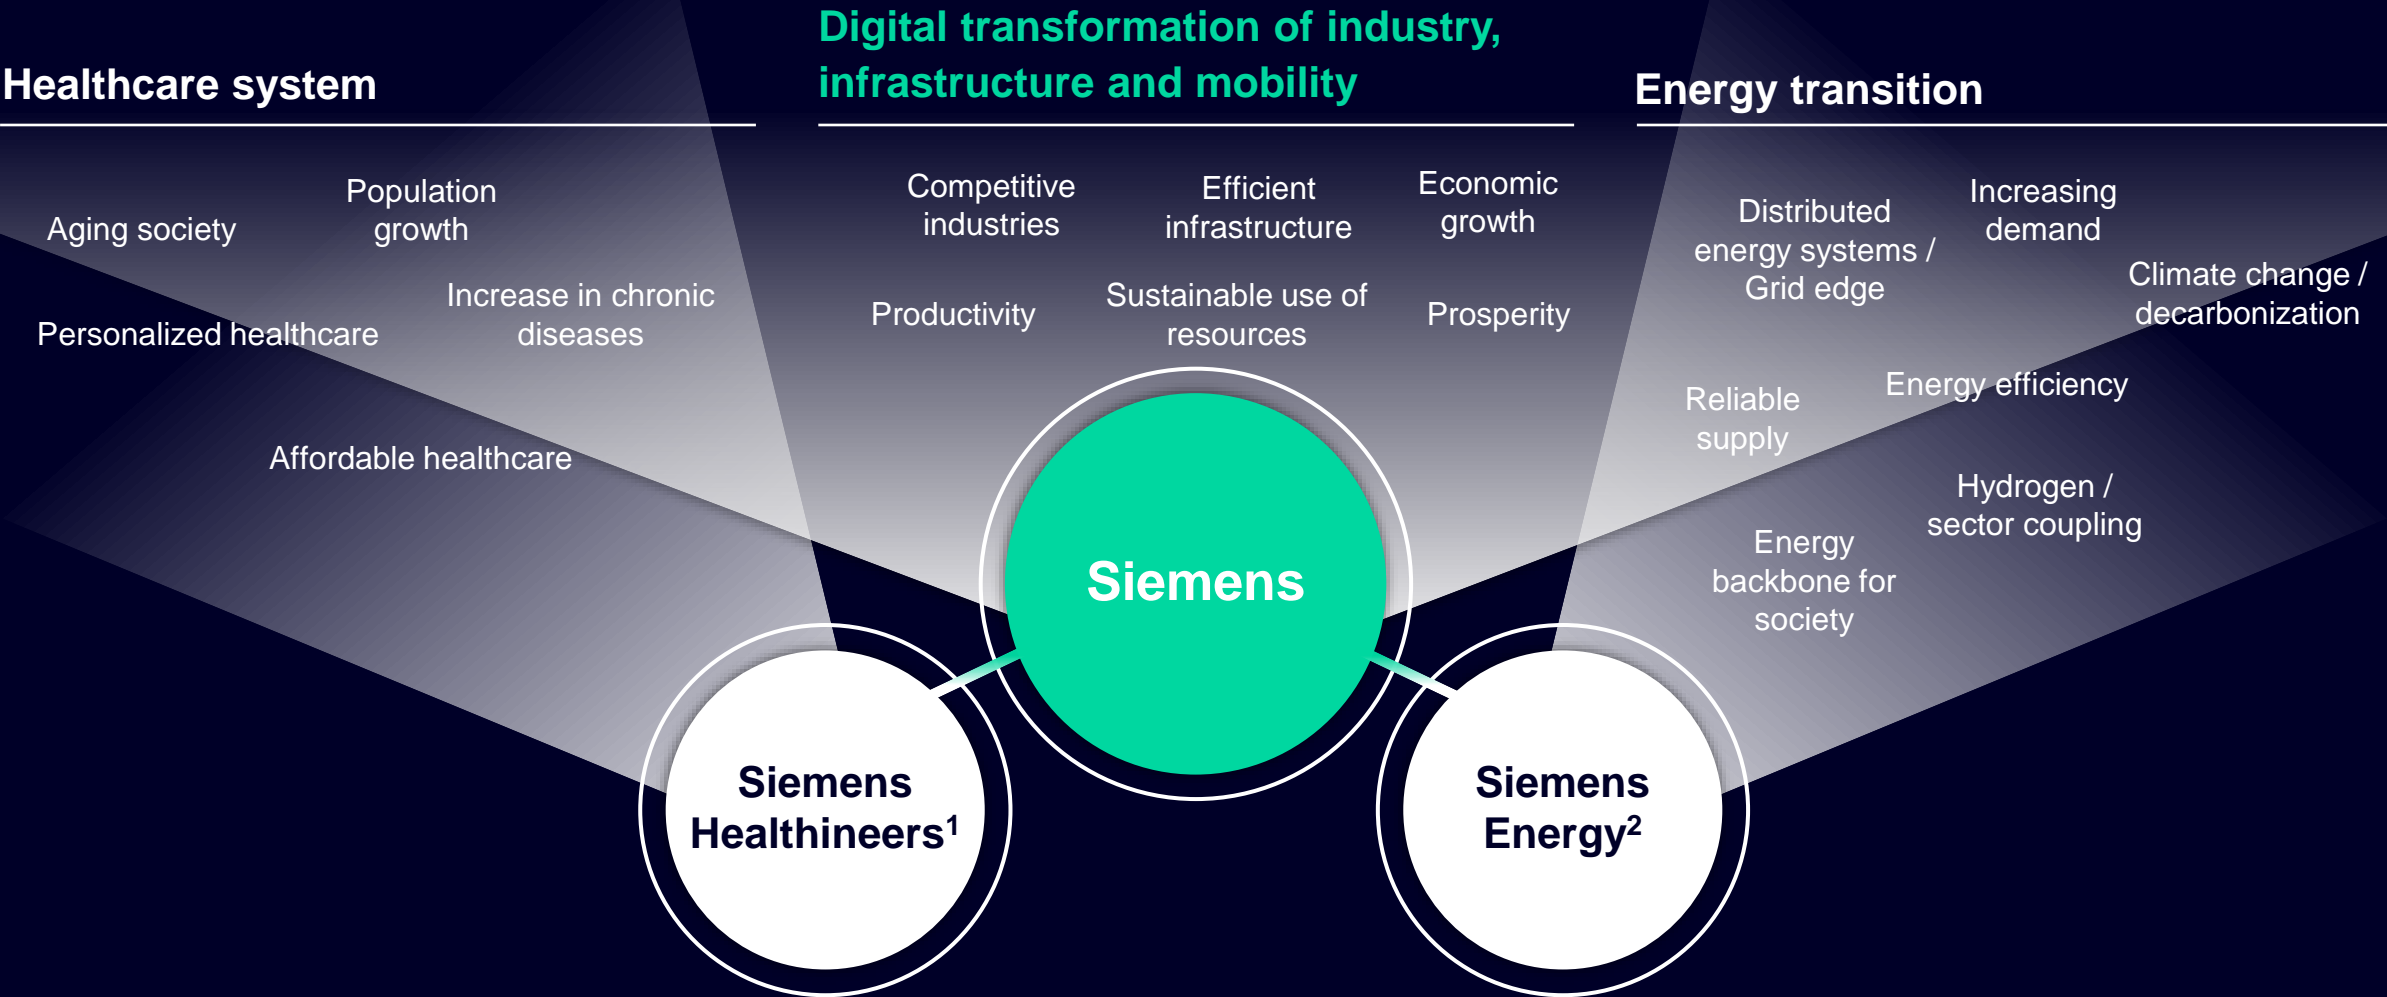 Healthcare system
Aging society
Population
growth
Personalized healthcare
Increase in chronic
diseases
Affordable healthcare
Digital transformation of industry,
infrastructure and mobility
Competitive
industries
Efficient
infrastructure
Economic
growth
Productivity
Sustainable use of
resources
Prosperity
Energy transition
Distributed
energy systems /
Grid edge
Increasing
demand
Climate change /
decarbonization
Reliable
supply
Energy efficiency
Hydrogen /
sector coupling
Energy
backbone for
society
Siemens
Siemens
Healthineers¹
Siemens
Energy²